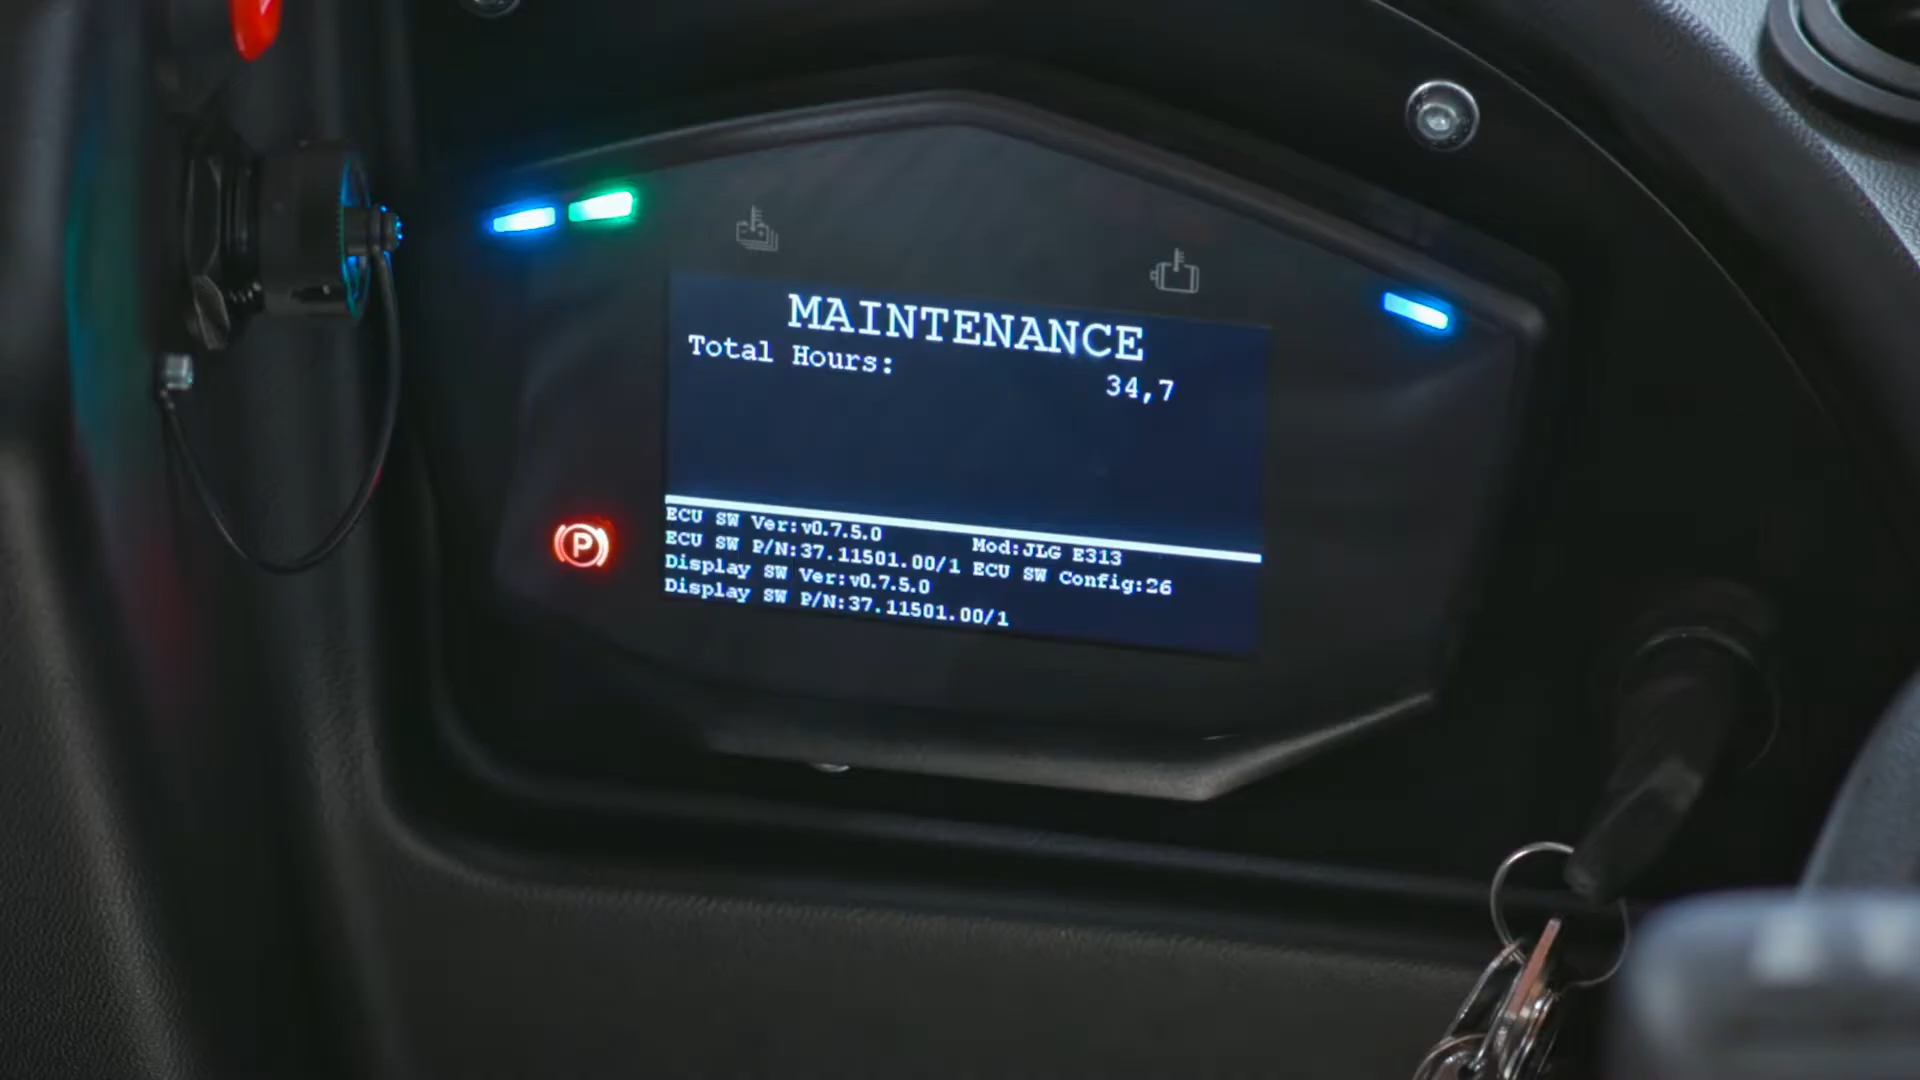 MAINTENANCE
Total Hours:
34,7
ECU SW Ver:v0.7.5.0
Mod:JLG E313
ECU SW P/N:37.11501.00/1 ECU SW Config:26
Display SW Ver:v0.7.5.0
Display SW P/N:37.11501.00/1
P